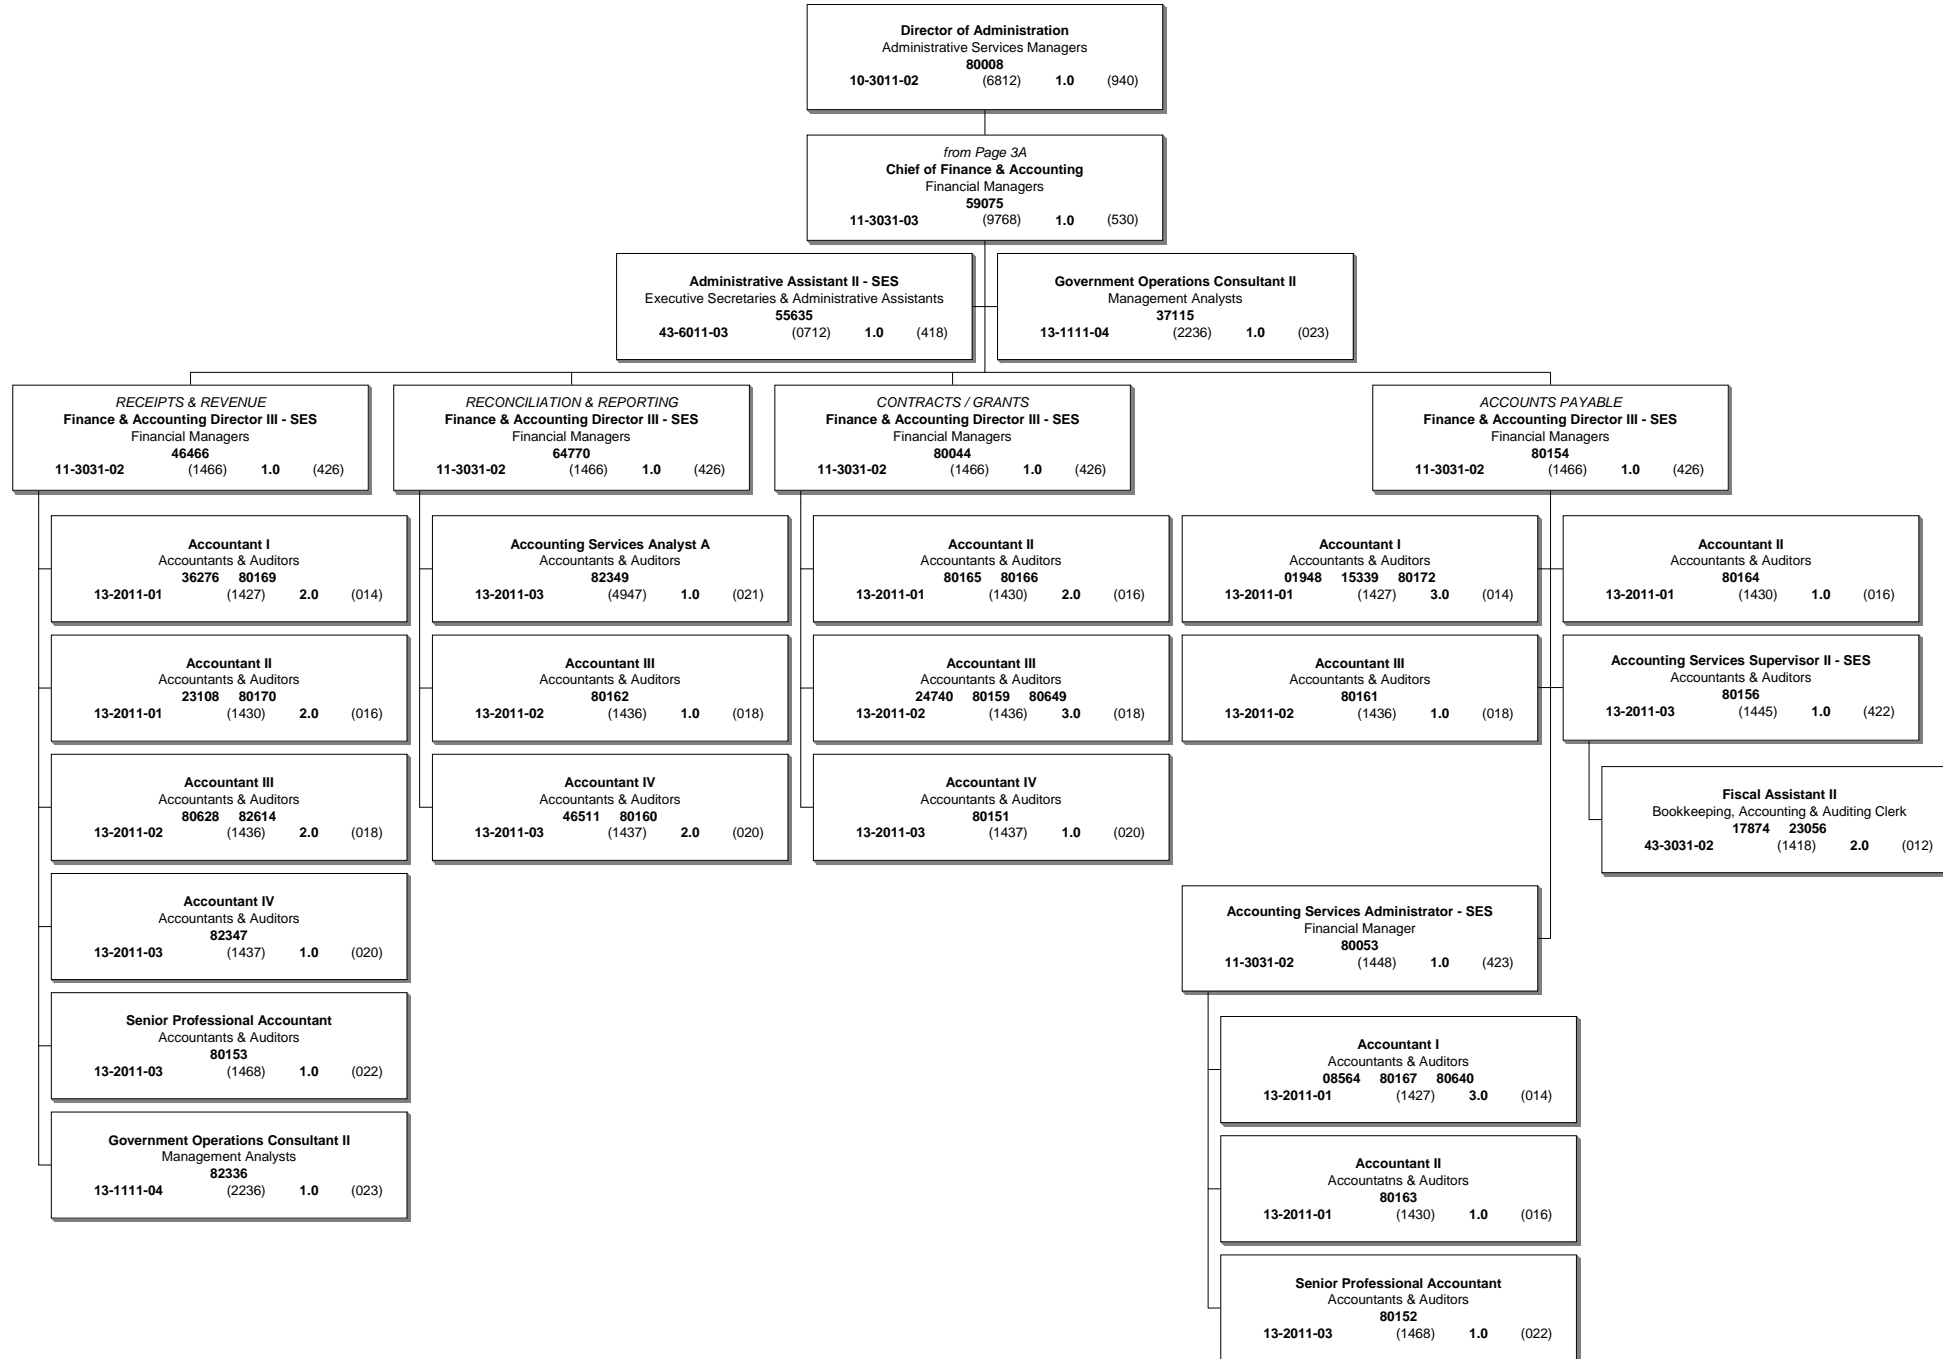 Director of Administration
Administrative Services Managers
80008
10-3011-02 (6812) 1.0 (940)
from Page 3A
Chief of Finance & Accounting
Financial Managers
59075
11-3031-03 (9768) 1.0 (530)
Administrative Assistant II - SES
Executive Secretaries & Administrative Assistants
55635
43-6011-03 (0712) 1.0 (418)
Government Operations Consultant II
Management Analysts
37115
13-1111-04 (2236) 1.0 (023)
RECEIPTS & REVENUE
Finance & Accounting Director III - SES
Financial Managers
46466
11-3031-02 (1466) 1.0 (426)
Accountant I
Accountants & Auditors
36276 80169
13-2011-01 (1427) 2.0 (014)
Accountant II
Accountants & Auditors
23108 80170
13-2011-01 (1430) 2.0 (016)
Accountant III
Accountants & Auditors
80628 82614
13-2011-02 (1436) 2.0 (018)
Accountant IV
Accountants & Auditors
82347
13-2011-03 (1437) 1.0 (020)
Senior Professional Accountant
Accountants & Auditors
80153
13-2011-03 (1468) 1.0 (022)
Government Operations Consultant II
Management Analysts
82336
13-1111-04 (2236) 1.0 (023)
RECONCILIATION & REPORTING
Finance & Accounting Director III - SES
Financial Managers
64770
11-3031-02 (1466) 1.0 (426)
Accounting Services Analyst A
Accountants & Auditors
82349
13-2011-03 (4947) 1.0 (021)
Accountant III
Accountants & Auditors
80162
13-2011-02 (1436) 1.0 (018)
Accountant IV
Accountants & Auditors
46511 80160
13-2011-03 (1437) 2.0 (020)
CONTRACTS / GRANTS
Finance & Accounting Director III - SES
Financial Managers
80044
11-3031-02 (1466) 1.0 (426)
Accountant II
Accountants & Auditors
80165 80166
13-2011-01 (1430) 2.0 (016)
Accountant III
Accountants & Auditors
24740 80159 80649
13-2011-02 (1436) 3.0 (018)
Accountant IV
Accountants & Auditors
80151
13-2011-03 (1437) 1.0 (020)
ACCOUNTS PAYABLE
Finance & Accounting Director III - SES
Financial Managers
80154
11-3031-02 (1466) 1.0 (426)
Accountant I
Accountants & Auditors
01948 15339 80172
13-2011-01 (1427) 3.0 (014)
Accountant II
Accountants & Auditors
80164
13-2011-01 (1430) 1.0 (016)
Accountant III
Accountants & Auditors
80161
13-2011-02 (1436) 1.0 (018)
Accounting Services Supervisor II - SES
Accountants & Auditors
80156
13-2011-03 (1445) 1.0 (422)
Fiscal Assistant II
Bookkeeping, Accounting & Auditing Clerk
17874 23056
43-3031-02 (1418) 2.0 (012)
Accounting Services Administrator - SES
Financial Manager
80053
11-3031-02 (1448) 1.0 (423)
Accountant I
Accountants & Auditors
08564 80167 80640
13-2011-01 (1427) 3.0 (014)
Accountant II
Accountatns & Auditors
80163
13-2011-01 (1430) 1.0 (016)
Senior Professional Accountant
Accountants & Auditors
80152
13-2011-03 (1468) 1.0 (022)